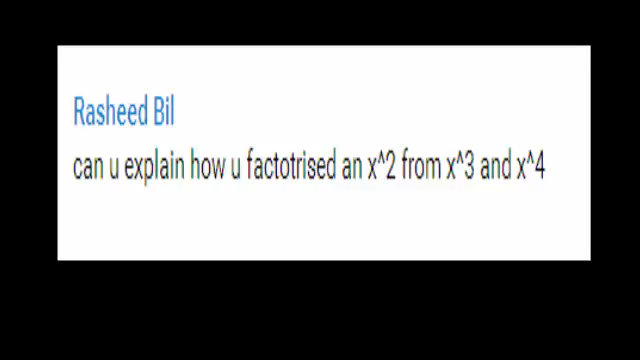 Rasheed Bil
can u explain how u factotrised an x^2 from x^3 and x^4